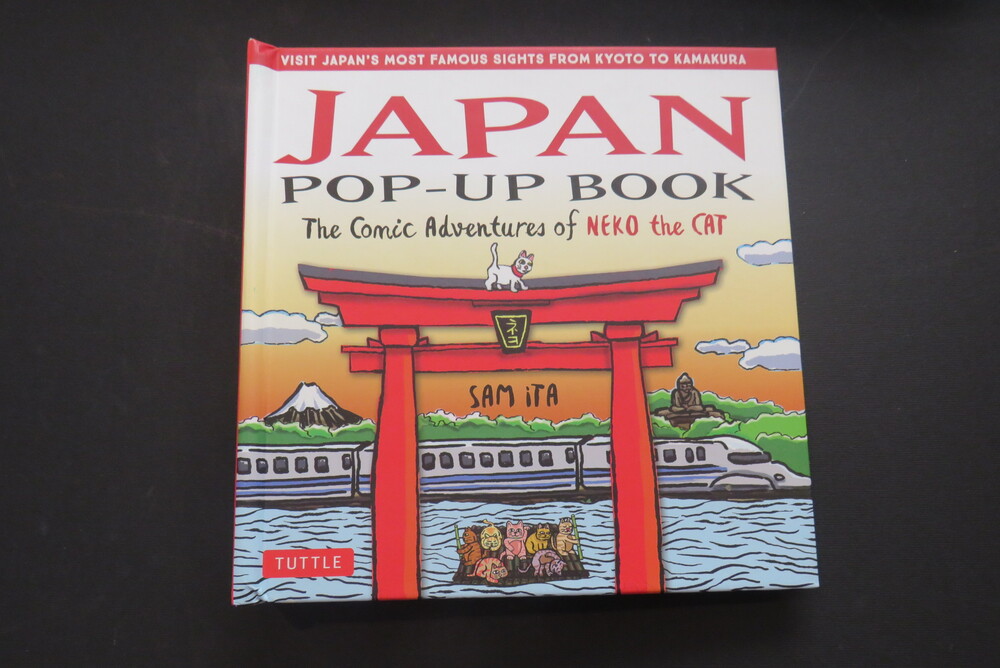 VISIT JAPAN'S MOST FAMOUS SIGHTS FROM KYOTO TO KAMAKURA
JAPAN
POP-UP BOOK
The Comic Adventures of NEKO the CAT
ネコ
SAM iTA
TUTTLE